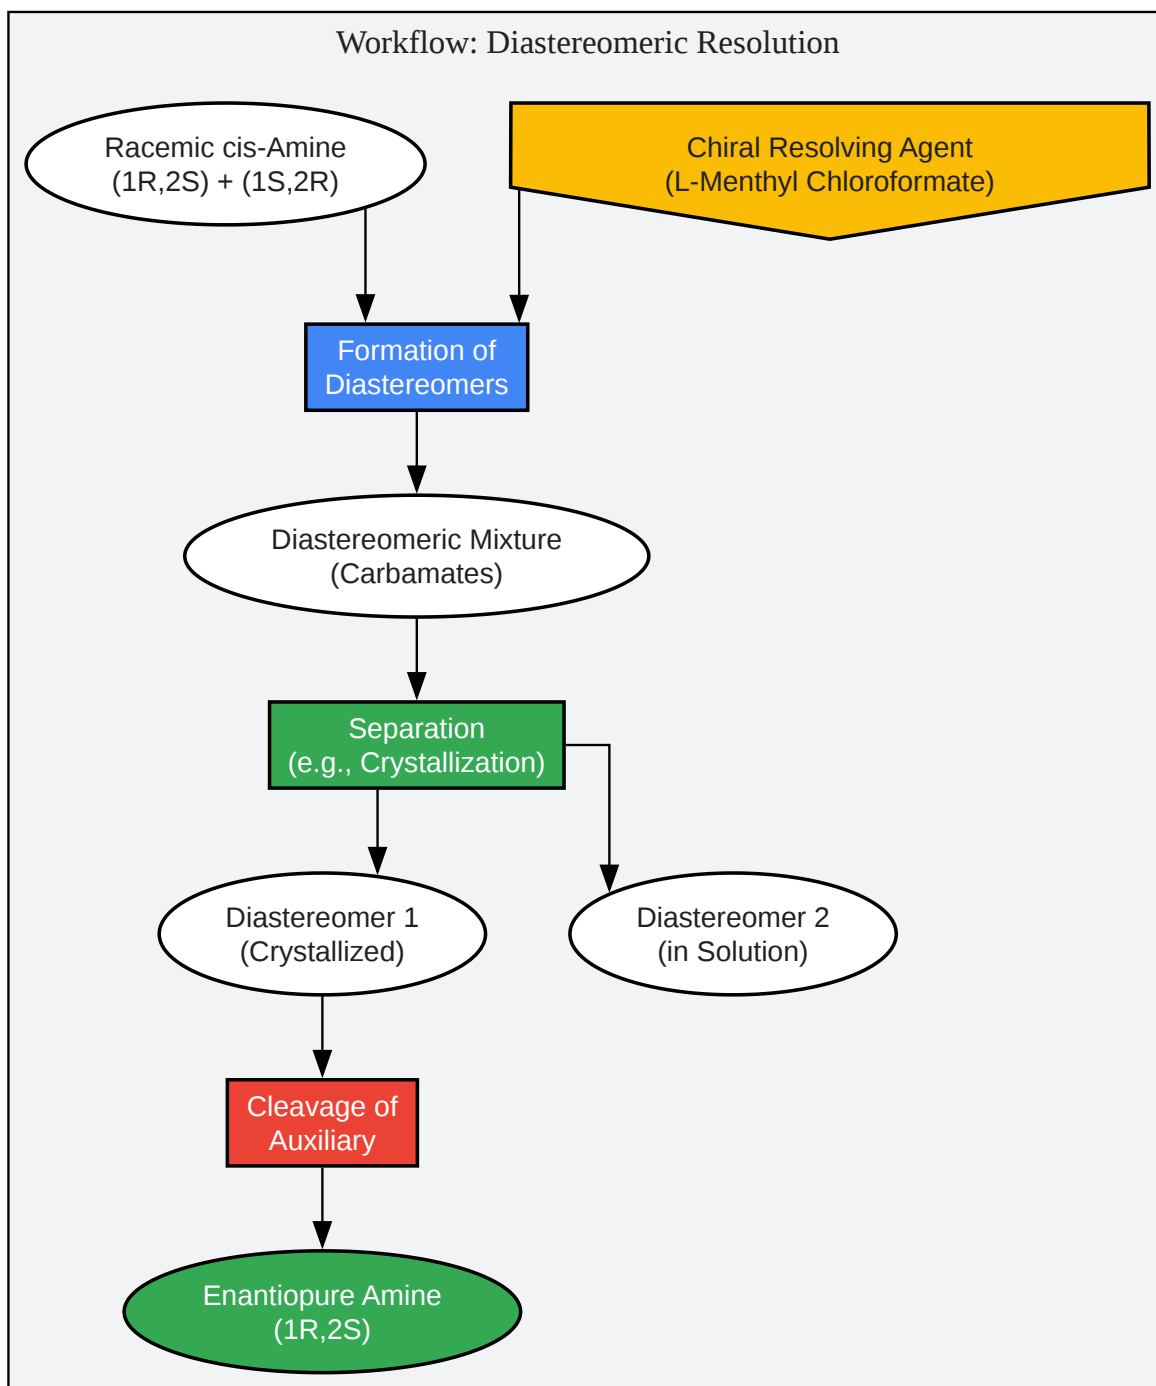 Workflow: Diastereomeric Resolution
Racemic cis-Amine
(1R,2S) + (1S,2R)
Chiral Resolving Agent
(L-Menthyl Chloroformate)
Formation of
Diastereomers
Diastereomeric Mixture
(Carbamates)
Separation
(e.g., Crystallization)
Diastereomer 1
(Crystallized)
Diastereomer 2
(in Solution)
Cleavage of
Auxiliary
Enantiopure Amine
(1R,2S)